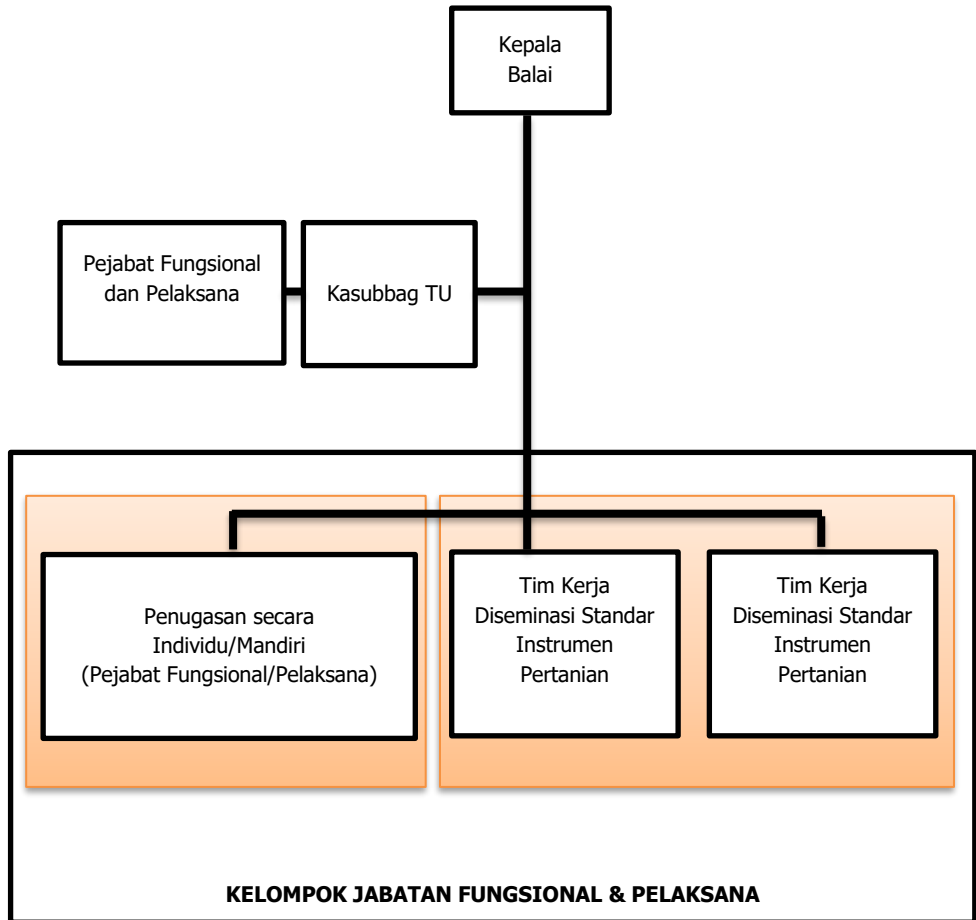 Kepala
Balai
Pejabat Fungsional
dan Pelaksana
Kasubbag TU
Penugasan secara
Individu/Mandiri
(Pejabat Fungsional/Pelaksana)
Tim Kerja
Diseminasi Standar
Instrumen
Pertanian
Tim Kerja
Diseminasi Standar
Instrumen
Pertanian
KELOMPOK JABATAN FUNGSIONAL & PELAKSANA